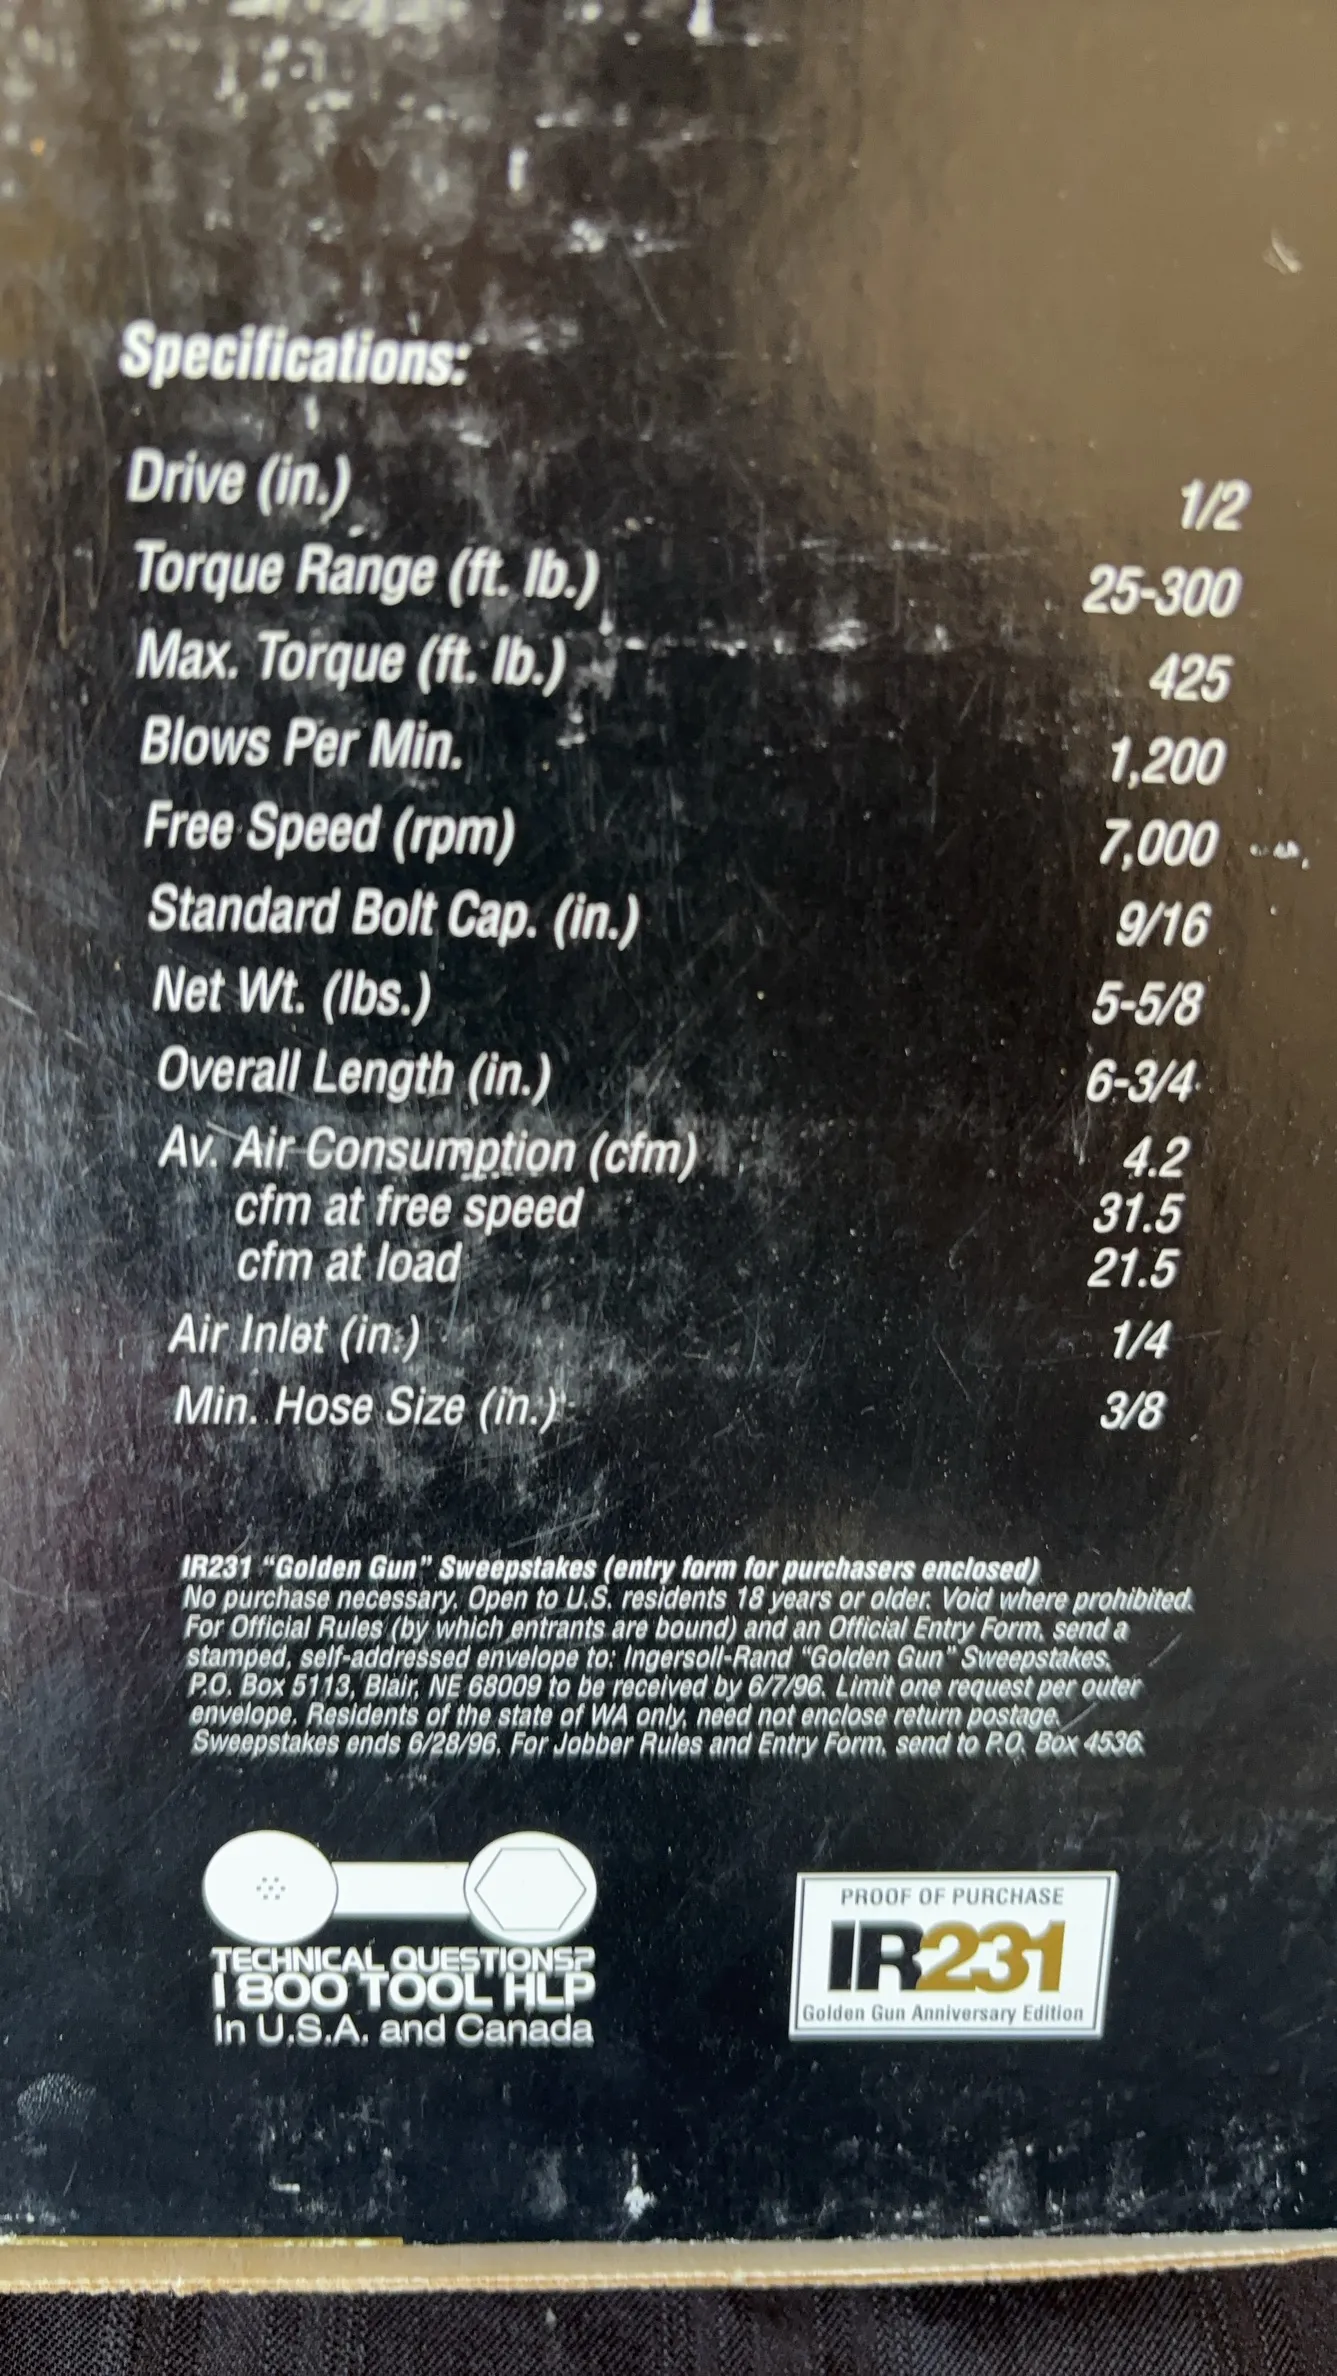 Specifications:
Drive (in.) 1/2
Torque Range (ft. lb.) 25-300
Max. Torque (ft. lb.) 425
Blows Per Min. 1,200
Free Speed (rpm) 7,000
Standard Bolt Cap. (in.) 9/16
Net Wt. (lbs.) 5-5/8
Overall Length (in.) 6-3/4
Av. Air Consumption (cfm) 4.2
cfm at free speed 31.5
cfm at load 21.5
Air Inlet (in.) 1/4
Min. Hose Size (in.) 3/8
IR231 “Golden Gun” Sweepstakes (entry form for purchasers enclosed)
No purchase necessary. Open to U.S. residents 18 years or older. Void where prohibited.
For Official Rules (by which entrants are bound) and an Official Entry Form, send a
stamped, self-addressed envelope to: Ingersoll-Rand “Golden Gun” Sweepstakes,
P.O. Box 5113, Blair, NE 68009 to be received by 6/7/96. Limit one request per outer
envelope. Residents of the state of WA only, need not enclose return postage.
Sweepstakes ends 6/28/96. For Jobber Rules and Entry Form, send to P.O. Box 4536.
TECHNICAL QUESTIONS?
1 800 TOOL HLP
In U.S.A. and Canada
PROOF OF PURCHASE
IR231
Golden Gun Anniversary Edition